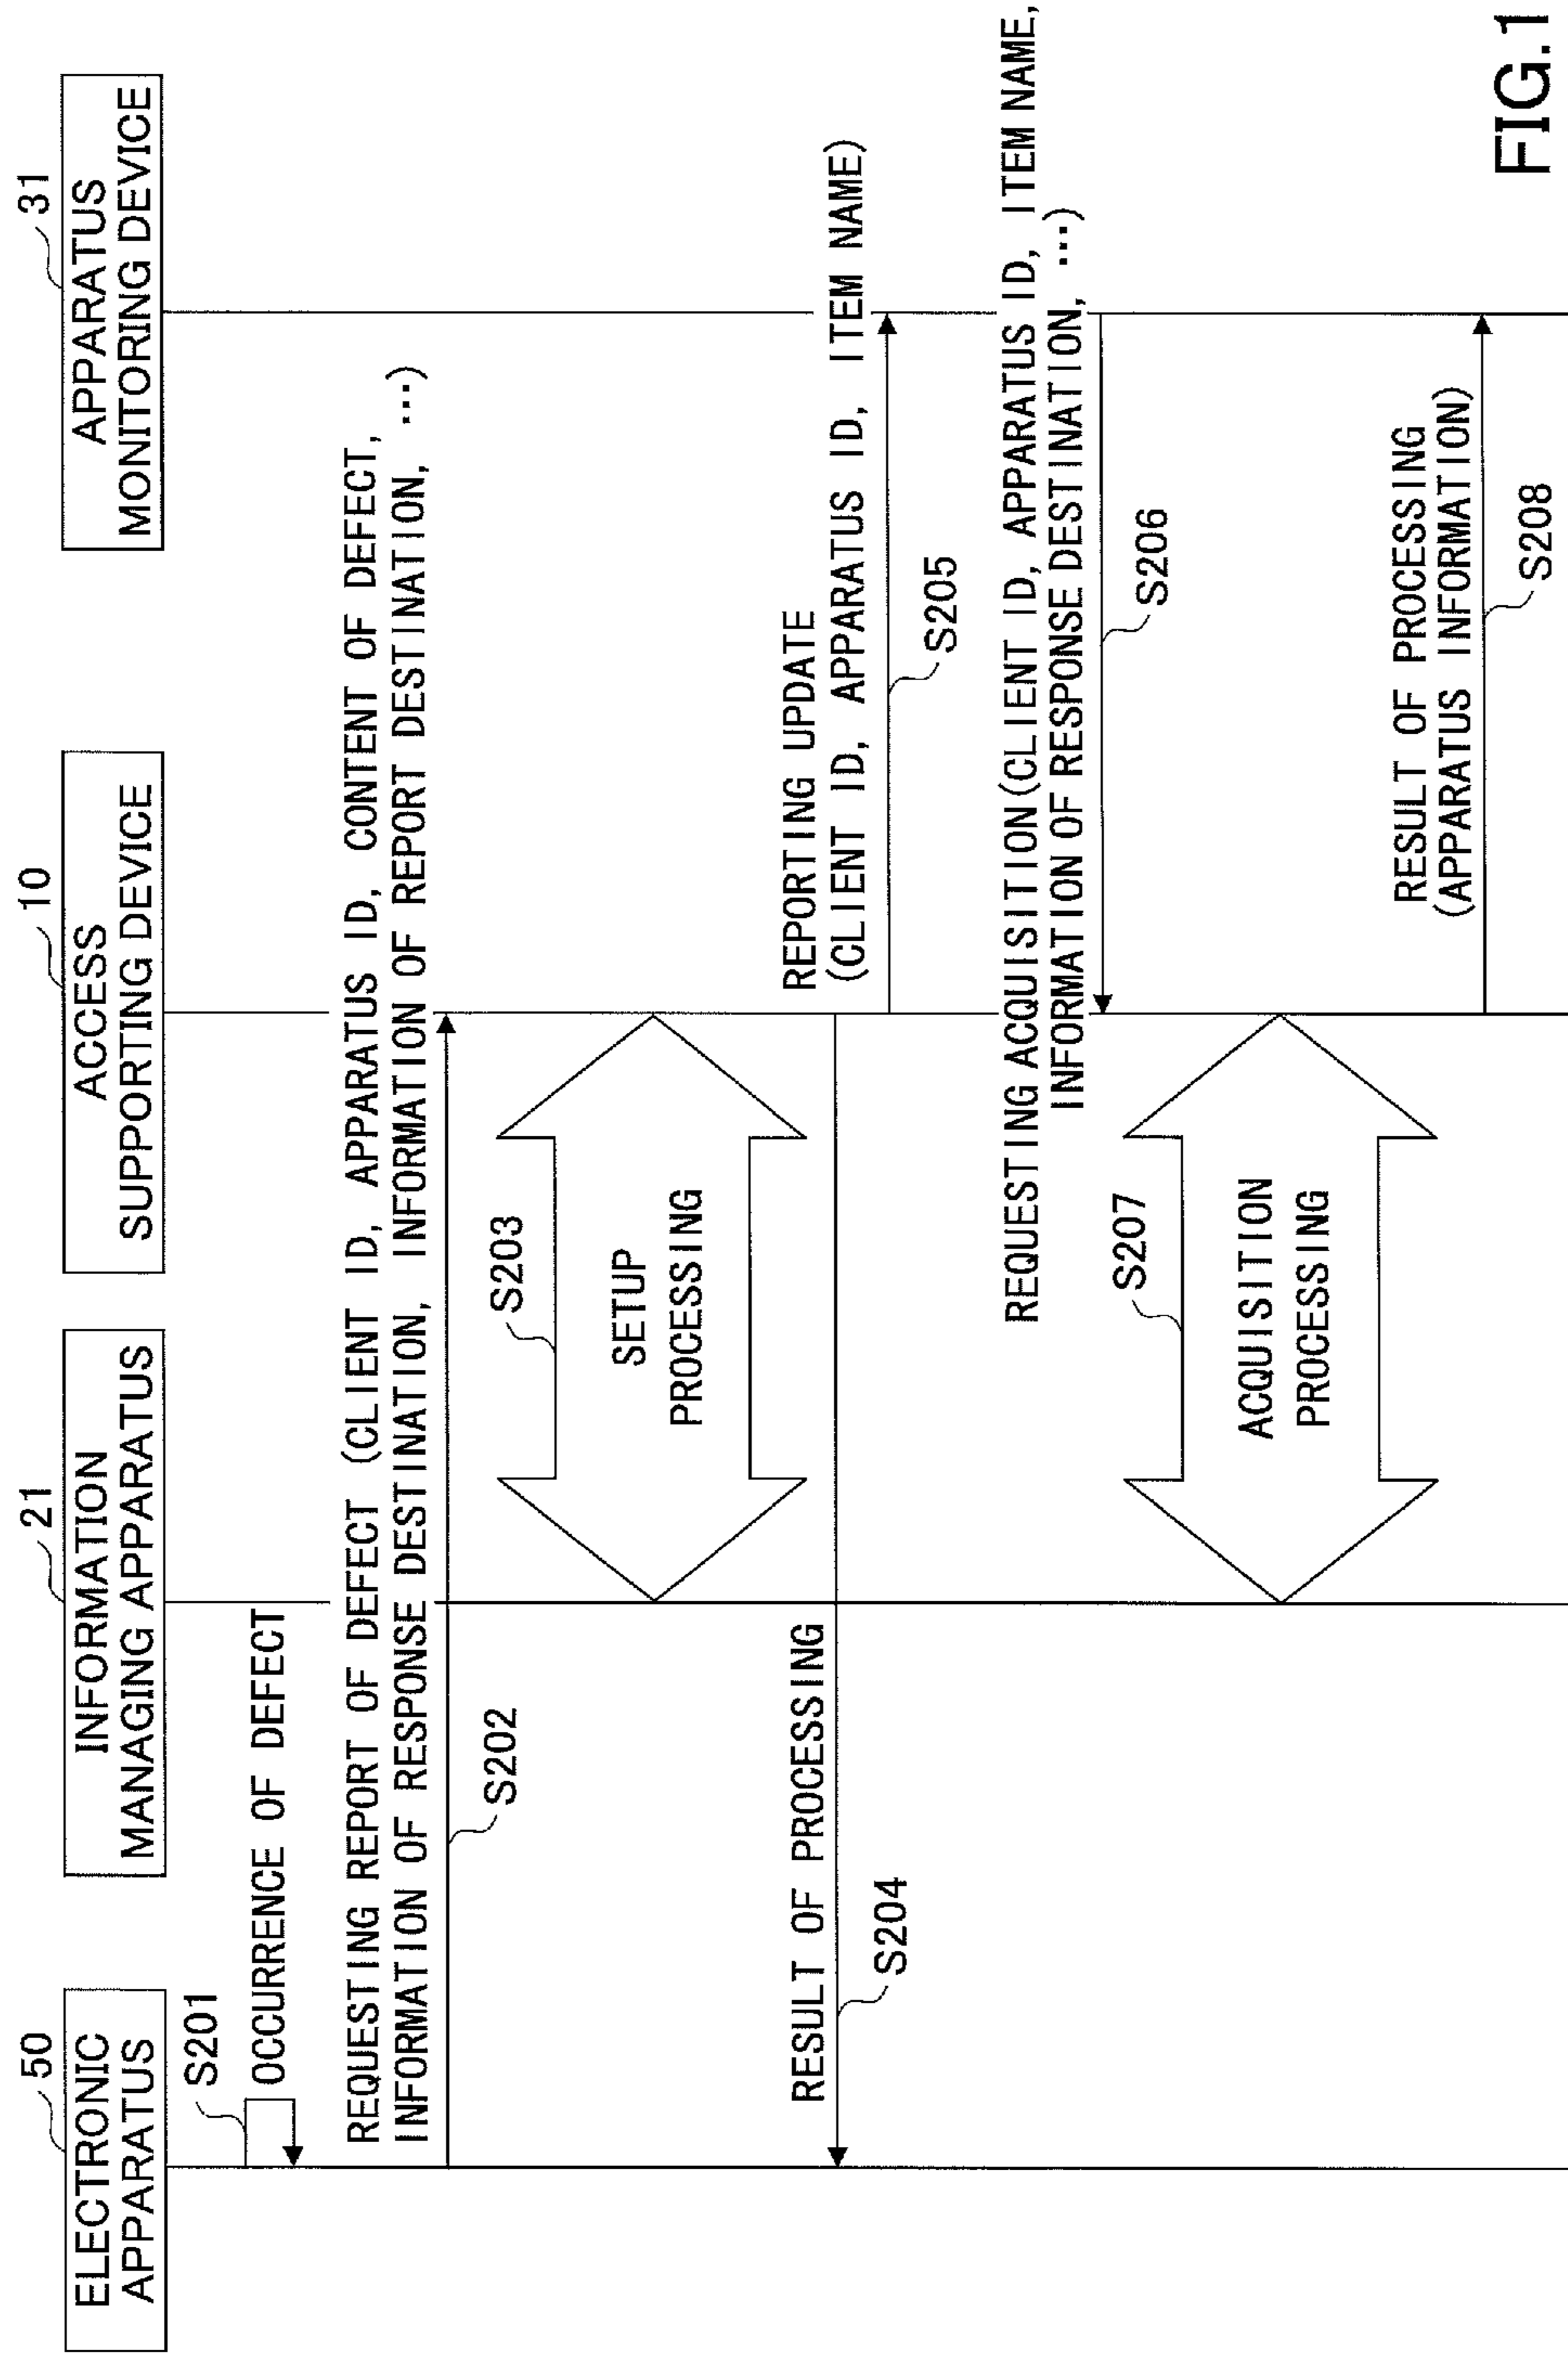 50
ELECTRONIC
APPARATUS
21
INFORMATION
MANAGING APPARATUS
10
ACCESS
SUPPORTING DEVICE
31
APPARATUS
MONITORING DEVICE
S201
OCCURRENCE OF DEFECT
REQUESTING REPORT OF DEFECT (CLIENT ID, APPARATUS ID, CONTENT OF DEFECT,
INFORMATION OF RESPONSE DESTINATION, INFORMATION OF REPORT DESTINATION, ...)
S202
S203
SETUP
PROCESSING
RESULT OF PROCESSING
S204
REPORTING UPDATE
(CLIENT ID, APPARATUS ID, ITEM NAME)
S205
REQUESTING ACQUISITION(CLIENT ID, APPARATUS ID, ITEM NAME,
INFORMATION OF RESPONSE DESTINATION, ...)
S206
S207
ACQUISITION
PROCESSING
RESULT OF PROCESSING
(APPARATUS INFORMATION)
S208
FIG.1